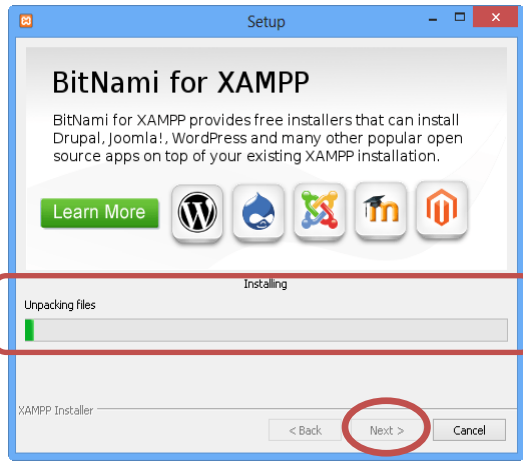 Setup
BitNami for XAMPP
BitNami for XAMPP provides free installers that can install
Drupal, Joomla!, WordPress and many other popular open
source apps on top of your existing XAMPP installation.
Learn More
Installing
Unpacking files
XAMPP Installer
< Back Next > Cancel